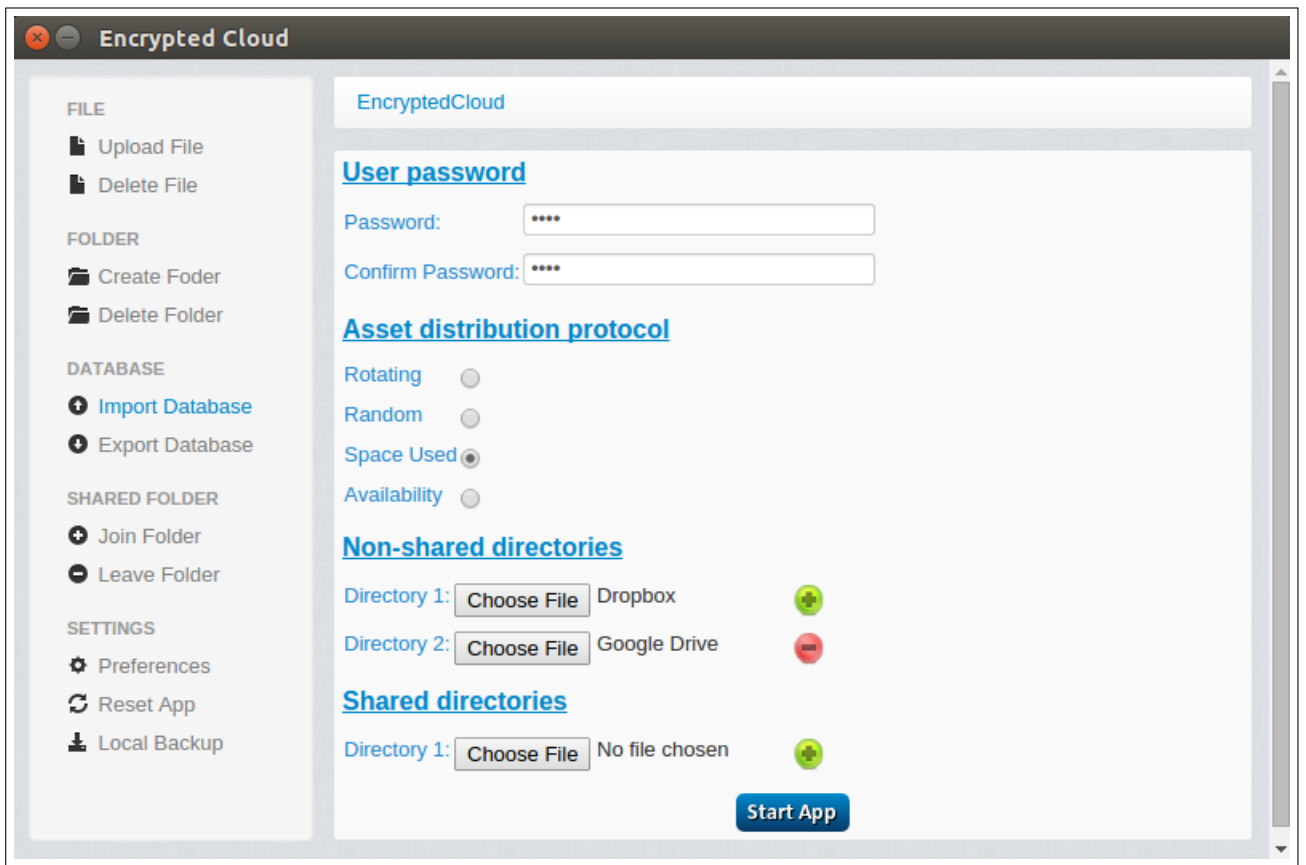 Encrypted Cloud
FILE
Upload File
Delete File
FOLDER
Create Foder
Delete Folder
DATABASE
Import Database
Export Database
SHARED FOLDER
Join Folder
Leave Folder
SETTINGS
Preferences
Reset App
Local Backup
EncryptedCloud
User password
Password: ••••
Confirm Password: ••••
Asset distribution protocol
Rotating
Random
Space Used
Availability
Non-shared directories
Directory 1: Choose File Dropbox
Directory 2: Choose File Google Drive
Shared directories
Directory 1: Choose File No file chosen
Start App